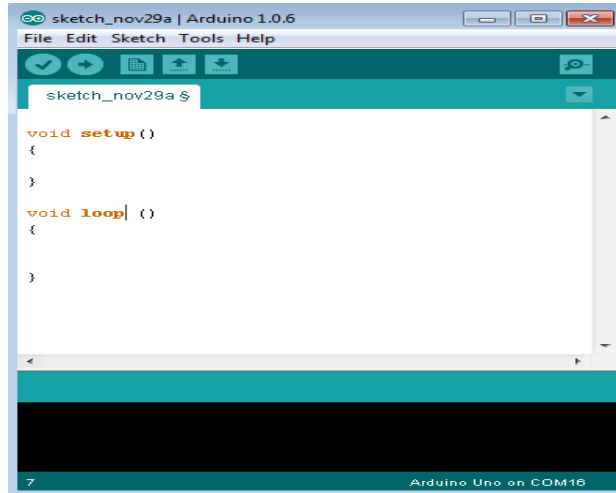 sketch_nov29a | Arduino 1.0.6
File Edit Sketch Tools Help
sketch_nov29a §
void setup()
{
}
void loop ()
{
}
7 Arduino Uno on COM16